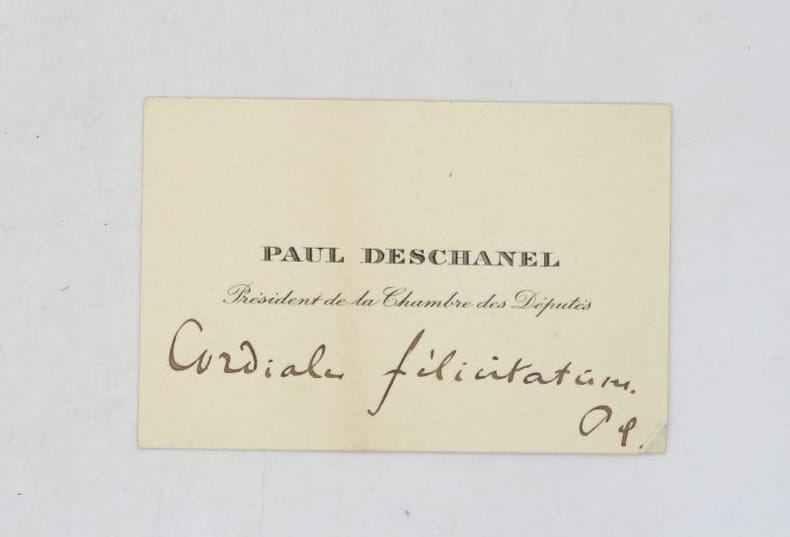 PAUL DESCHANEL
Président de la Chambre des Députés
Cordiales félicitations.